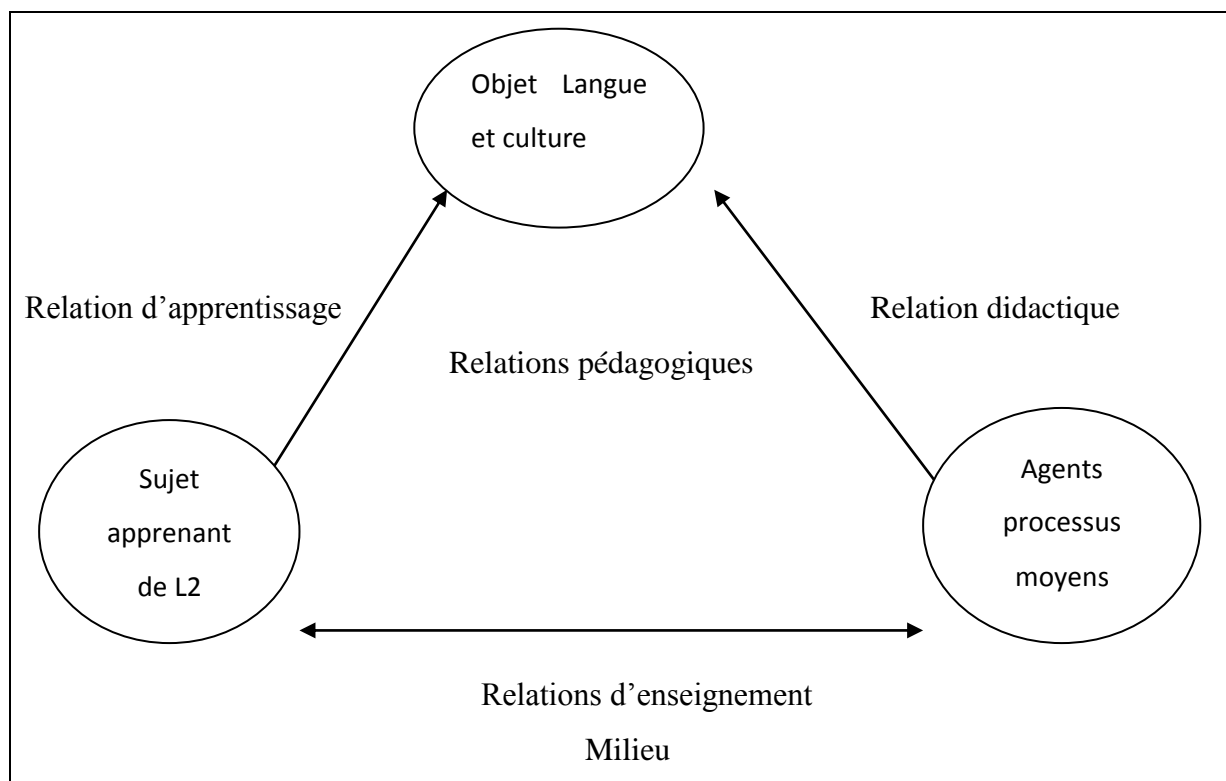 Objet Langue
et culture
Relation d’apprentissage
Relation didactique
Relations pédagogiques
Sujet
apprenant
de L2
Agents
processus
moyens
Relations d’enseignement
Milieu